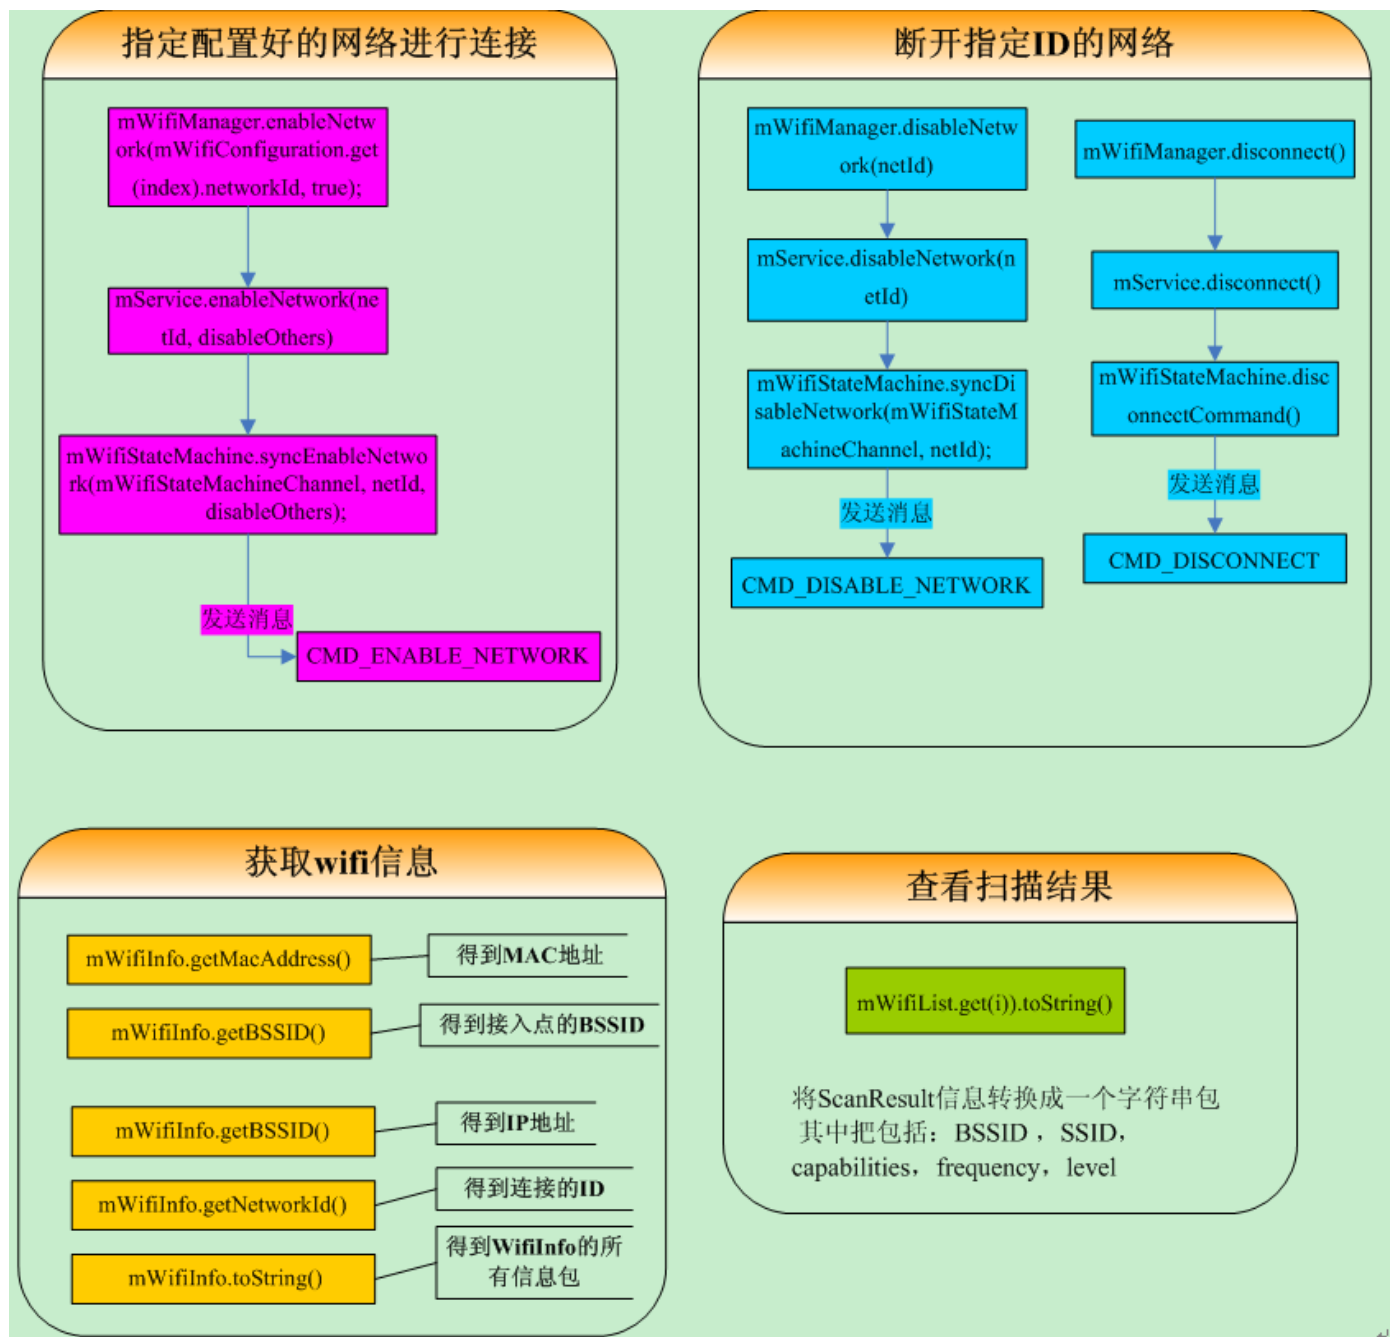 指定配置好的网络进行连接
mWifiManager.enableNetw
ork(mWifiConfiguration.get
(index).networkId, true);
mService.enableNetwork(ne
tId, disableOthers)
mWifiStateMachine.syncEnableNetwo
rk(mWifiStateMachineChannel, netId,
disableOthers);
发送消息
CMD_ENABLE_NETWORK
断开指定ID的网络
mWifiManager.disableNetw
ork(netId)
mService.disableNetwork(n
etId)
mWifiStateMachine.syncDi
sableNetwork(mWifiStateM
achineChannel, netId);
发送消息
CMD_DISABLE_NETWORK
mWifiManager.disconnect()
mService.disconnect()
mWifiStateMachine.disc
onnectCommand()
发送消息
CMD_DISCONNECT
获取wifi信息
mWifiInfo.getMacAddress()
得到MAC地址
mWifiInfo.getBSSID()
得到接入点的BSSID
mWifiInfo.getBSSID()
得到IP地址
mWifiInfo.getNetworkId()
得到连接的ID
mWifiInfo.toString()
得到WifiInfo的所
有信息包
查看扫描结果
mWifiList.get(i)).toString()
将ScanResult信息转换成一个字符串包
其中把包括：BSSID ，SSID，
capabilities，frequency，level